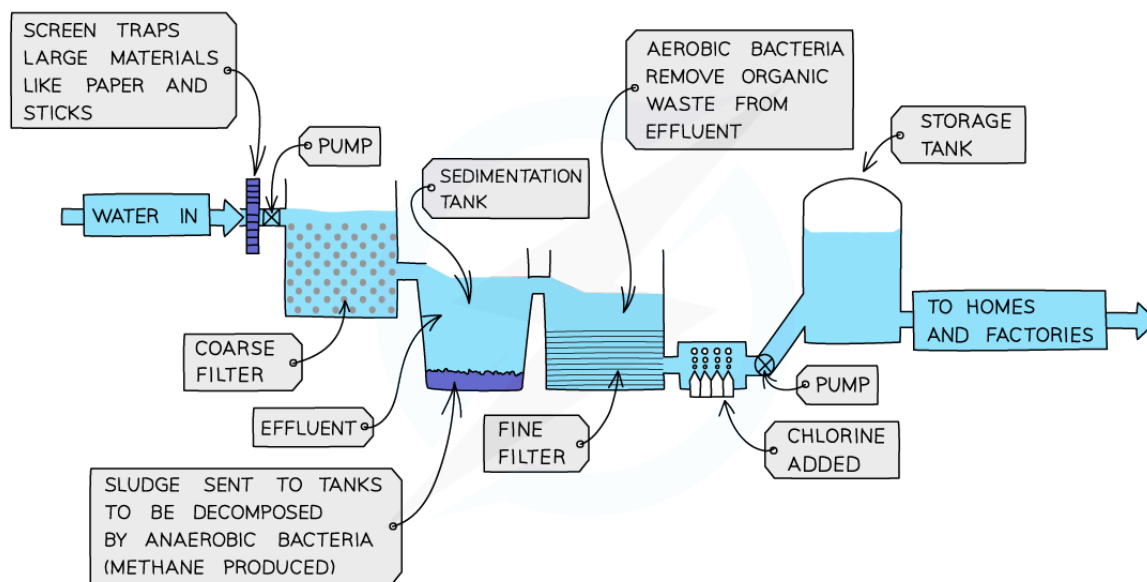 SCREEN TRAPS
LARGE MATERIALS
LIKE PAPER AND
STICKS
PUMP
WATER IN
COARSE
FILTER
SEDIMENTATION
TANK
EFFLUENT
SLUDGE SENT TO TANKS
TO BE DECOMPOSED
BY ANAEROBIC BACTERIA
(METHANE PRODUCED)
AEROBIC BACTERIA
REMOVE ORGANIC
WASTE FROM
EFFLUENT
FINE
FILTER
CHLORINE
ADDED
PUMP
STORAGE
TANK
TO HOMES
AND FACTORIES